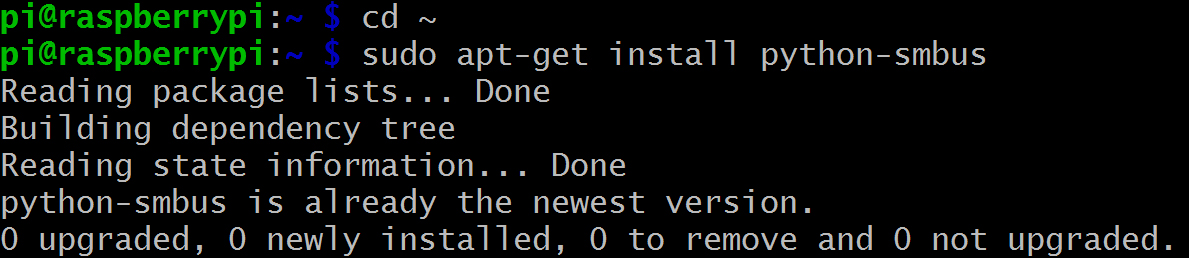 pi@raspberrypi:~ $ cd ~
pi@raspberrypi:~ $ sudo apt-get install python-smbus
Reading package lists... Done
Building dependency tree
Reading state information... Done
python-smbus is already the newest version.
0 upgraded, 0 newly installed, 0 to remove and 0 not upgraded.